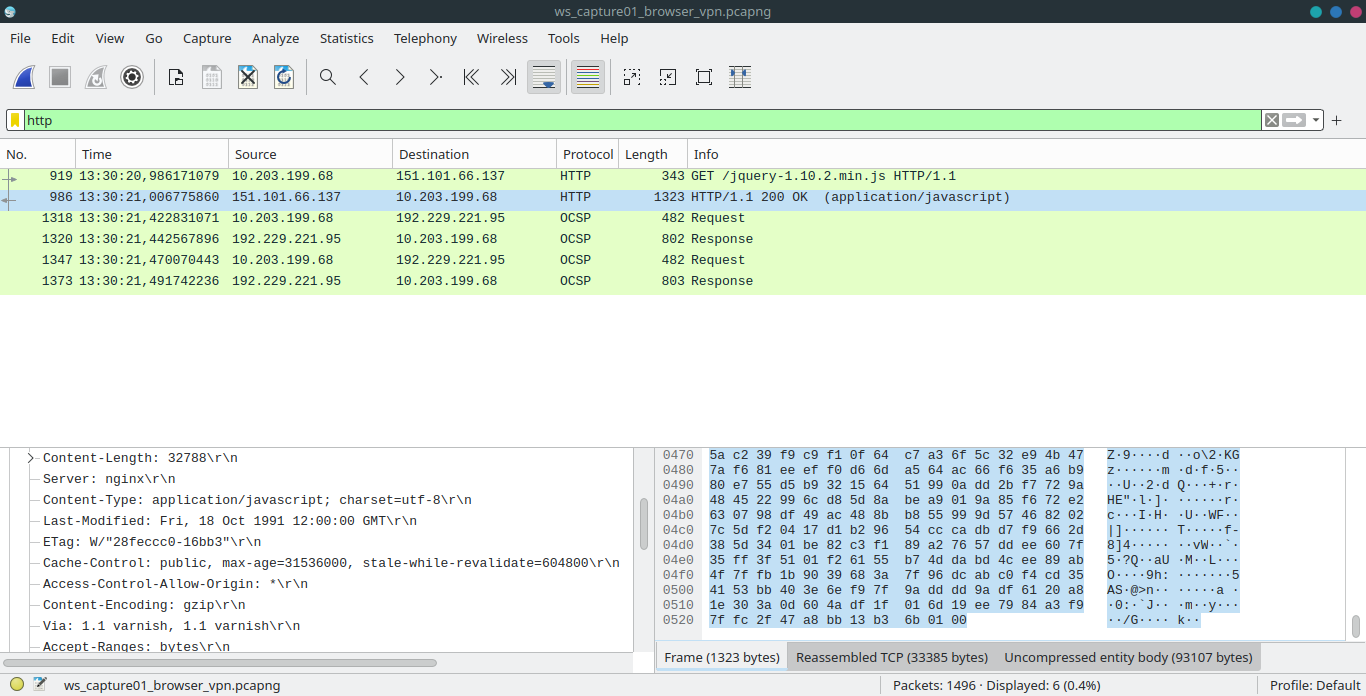 ws_capture01_browser_vpn.pcapng
File Edit View Go Capture Analyze Statistics Telephony Wireless Tools Help
http
No. Time Source Destination Protocol Length Info
919 13:30:20,986171079 10.203.199.68 151.101.66.137 HTTP 343 GET /jquery-1.10.2.min.js HTTP/1.1
986 13:30:21,006775860 151.101.66.137 10.203.199.68 HTTP 1323 HTTP/1.1 200 OK (application/javascript)
1318 13:30:21,422831071 10.203.199.68 192.229.221.95 OCSP 482 Request
1320 13:30:21,442567896 192.229.221.95 10.203.199.68 OCSP 802 Response
1347 13:30:21,470070443 10.203.199.68 192.229.221.95 OCSP 482 Request
1373 13:30:21,491742236 192.229.221.95 10.203.199.68 OCSP 803 Response
Content-Length: 32788\r\n
Server: nginx\r\n
Content-Type: application/javascript; charset=utf-8\r\n
Last-Modified: Fri, 18 Oct 1991 12:00:00 GMT\r\n
ETag: W/"28feccc0-16bb3"\r\n
Cache-Control: public, max-age=31536000, stale-while-revalidate=604800\r\n
Access-Control-Allow-Origin: *\r\n
Content-Encoding: gzip\r\n
Via: 1.1 varnish, 1.1 varnish\r\n
Accept-Ranges: bytes\r\n
0470 5a c2 39 f9 c9 f1 0f 64 c7 a3 6f 5c 32 e9 4b 47 Z·9····d ··o\2·KG
0480 7a f6 81 ee ef f0 d6 6d a5 64 ac 66 f6 35 a6 b9 z······m ·d·f·5··
0490 80 e7 55 d5 b9 32 15 64 51 99 0a dd 2b f7 72 9a ··U··2·d Q···+·r·
04a0 48 45 22 99 6c d8 5d 8a be a9 01 9a 85 f6 72 e2 HE"·l·]· ······r·
04b0 63 07 98 df 49 ac 48 8b b8 55 99 9d 57 46 82 02 c···I·H· ·U··WF··
04c0 7c 5d f2 04 17 d1 b2 96 54 cc ca db d7 f9 66 2d |]······ T·····f-
04d0 38 5d 34 01 be 82 c3 f1 89 a2 76 57 dd ee 60 7f 8]4····· ··vW··`·
04e0 35 ff 3f 51 01 f2 61 55 b7 4d da bd 4c ee 89 ab 5·?Q··aU ·M··L···
04f0 4f 7f fb 1b 90 39 68 3a 7f 96 dc ab c0 f4 cd 35 O····9h: ·······5
0500 41 53 bb 40 3e 6e f9 7f 9a dd dd 9a df 61 20 a8 AS·@>n·· ·····a ·
0510 1e 30 3a 0d 60 4a df 1f 01 6d 19 ee 79 84 a3 f9 ·0:·`J·· ·m··y···
0520 7f fc 2f 47 a8 bb 13 b3 6b 01 00 ··/G···· k··
Frame (1323 bytes) Reassembled TCP (33385 bytes) Uncompressed entity body (93107 bytes)
ws_capture01_browser_vpn.pcapng Packets: 1496 · Displayed: 6 (0.4%) Profile: Default